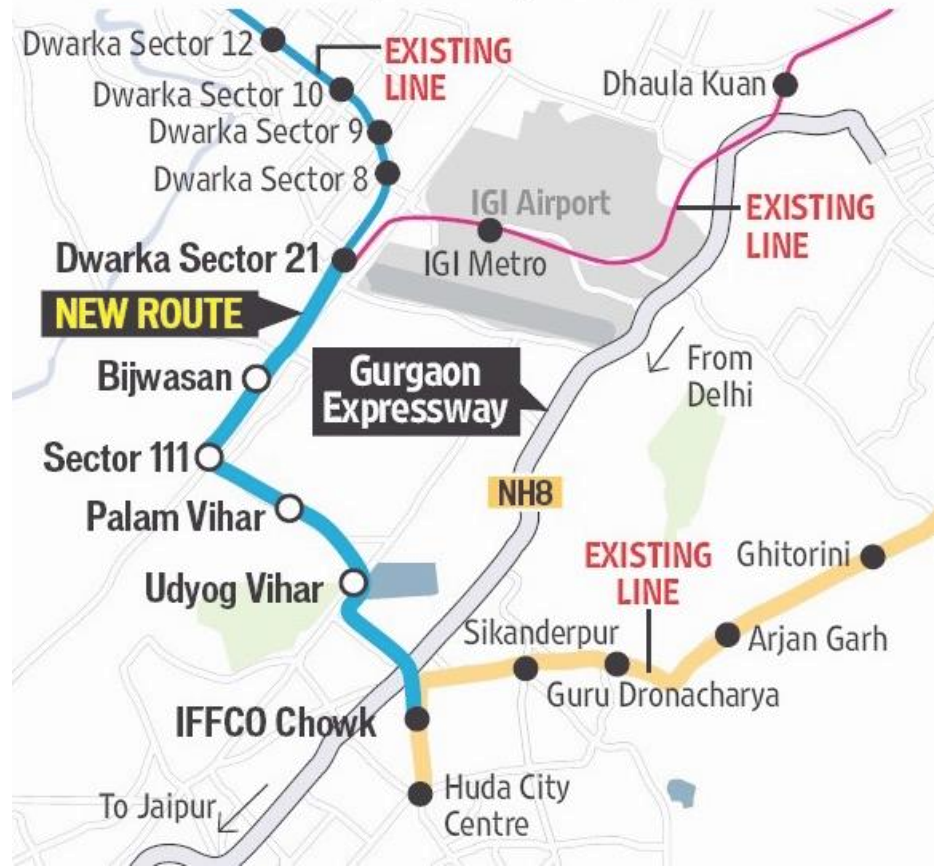 Dwarka Sector 12
EXISTING
LINE
Dwarka Sector 10
Dhaula Kuan
Dwarka Sector 9
Dwarka Sector 8
IGI Airport
EXISTING
LINE
Dwarka Sector 21
IGI Metro
NEW ROUTE
Bijwasan
Gurgaon
Expressway
From
Delhi
Sector 111
NH8
Palam Vihar
EXISTING
LINE
Ghitorini
Udyog Vihar
Sikanderpur
Arjan Garh
Guru Dronacharya
IFFCO Chowk
To Jaipur
Huda City
Centre